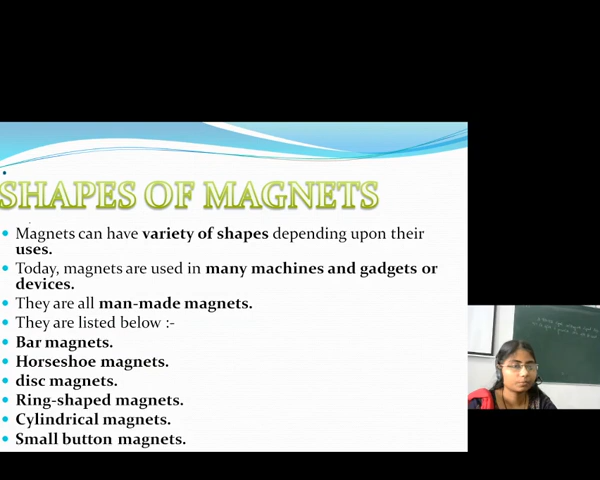 SHAPES OF MAGNETS
Magnets can have variety of shapes depending upon their
uses.
Today, magnets are used in many machines and gadgets or
devices.
They are all man-made magnets.
They are listed below :-
Bar magnets.
Horseshoe magnets.
disc magnets.
Ring-shaped magnets.
Cylindrical magnets.
Small button magnets.